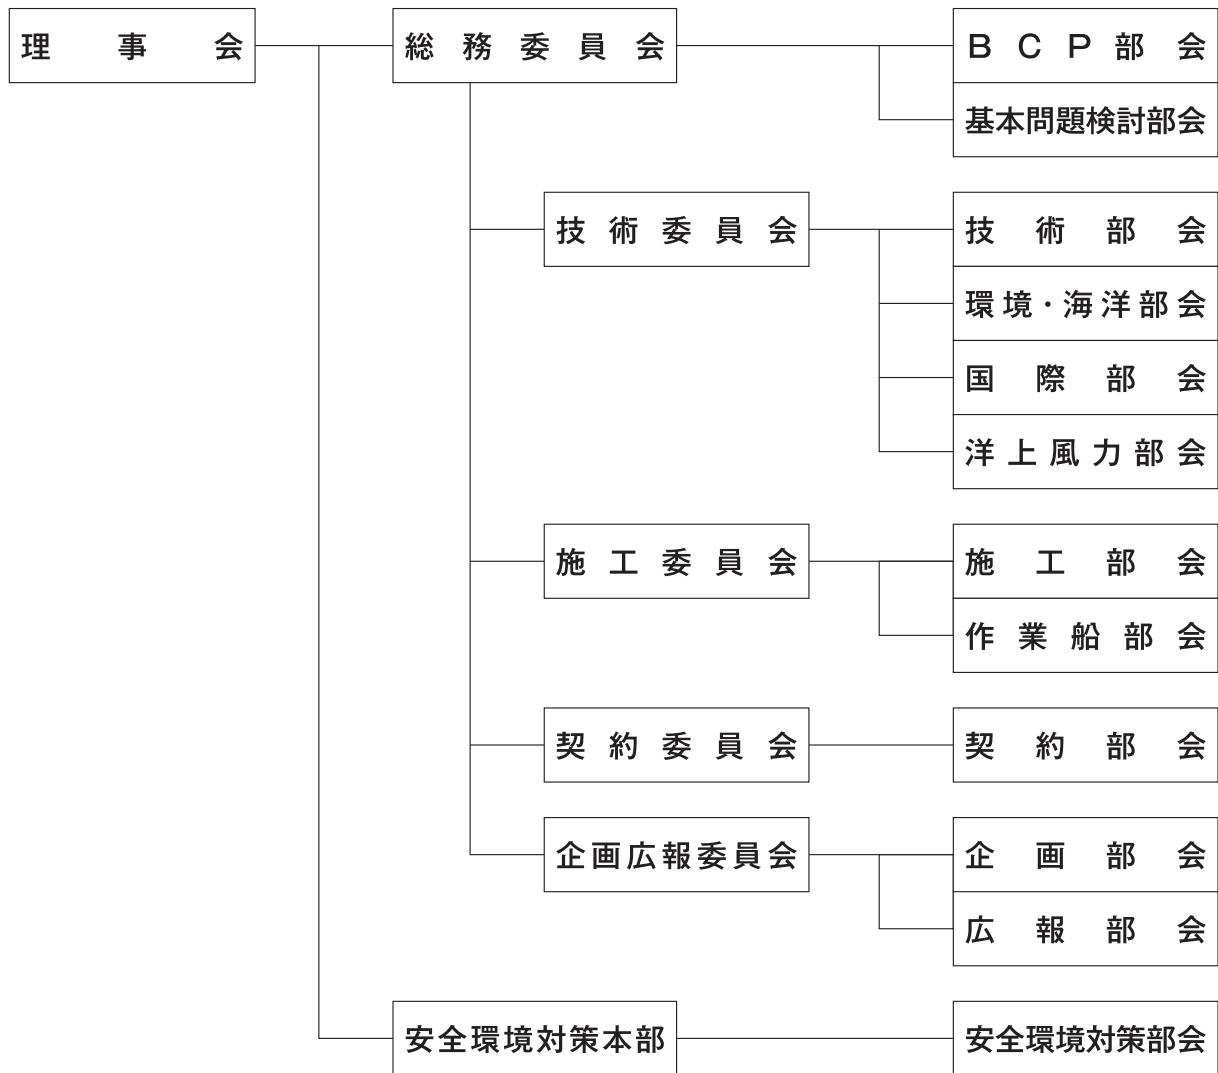 理事会
総務委員会
BCP部会
基本問題検討部会
技術委員会
技術部会
環境・海洋部会
国際部会
洋上風力部会
施工委員会
施工部会
作業船部会
契約委員会
契約部会
企画広報委員会
企画部会
広報部会
安全環境対策本部
安全環境対策部会